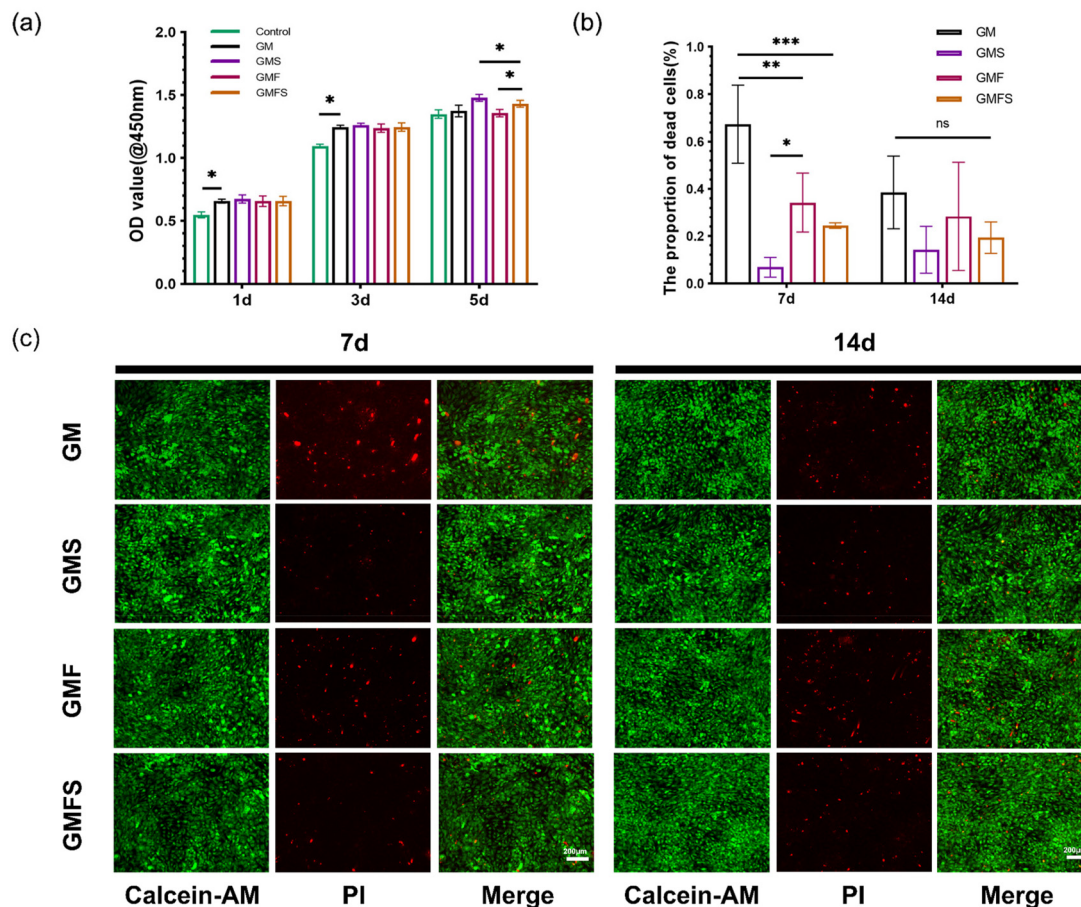 (a)
OD value(@450nm)
2.0
1.5
1.0
0.5
0.0
Control
GM
GMS
GMF
GMFS
*
*
*
*
1d
3d
5d
(b)
The proportion of dead cells(%)
1.0
0.8
0.6
0.4
0.2
0.0
GM
GMS
GMF
GMFS
***
**
*
ns
7d
14d
(c)
7d
14d
GM
GMS
GMF
GMFS
200μm
200μm
Calcein-AM
PI
Merge
Calcein-AM
PI
Merge